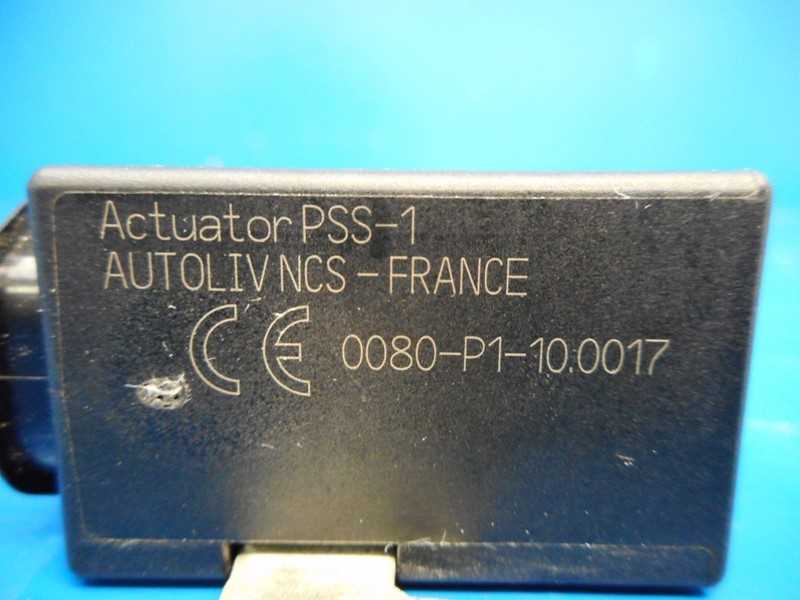 Actuator PSS-1
AUTOLIV NCS - FRANCE
CE 0080-P1-10.0017